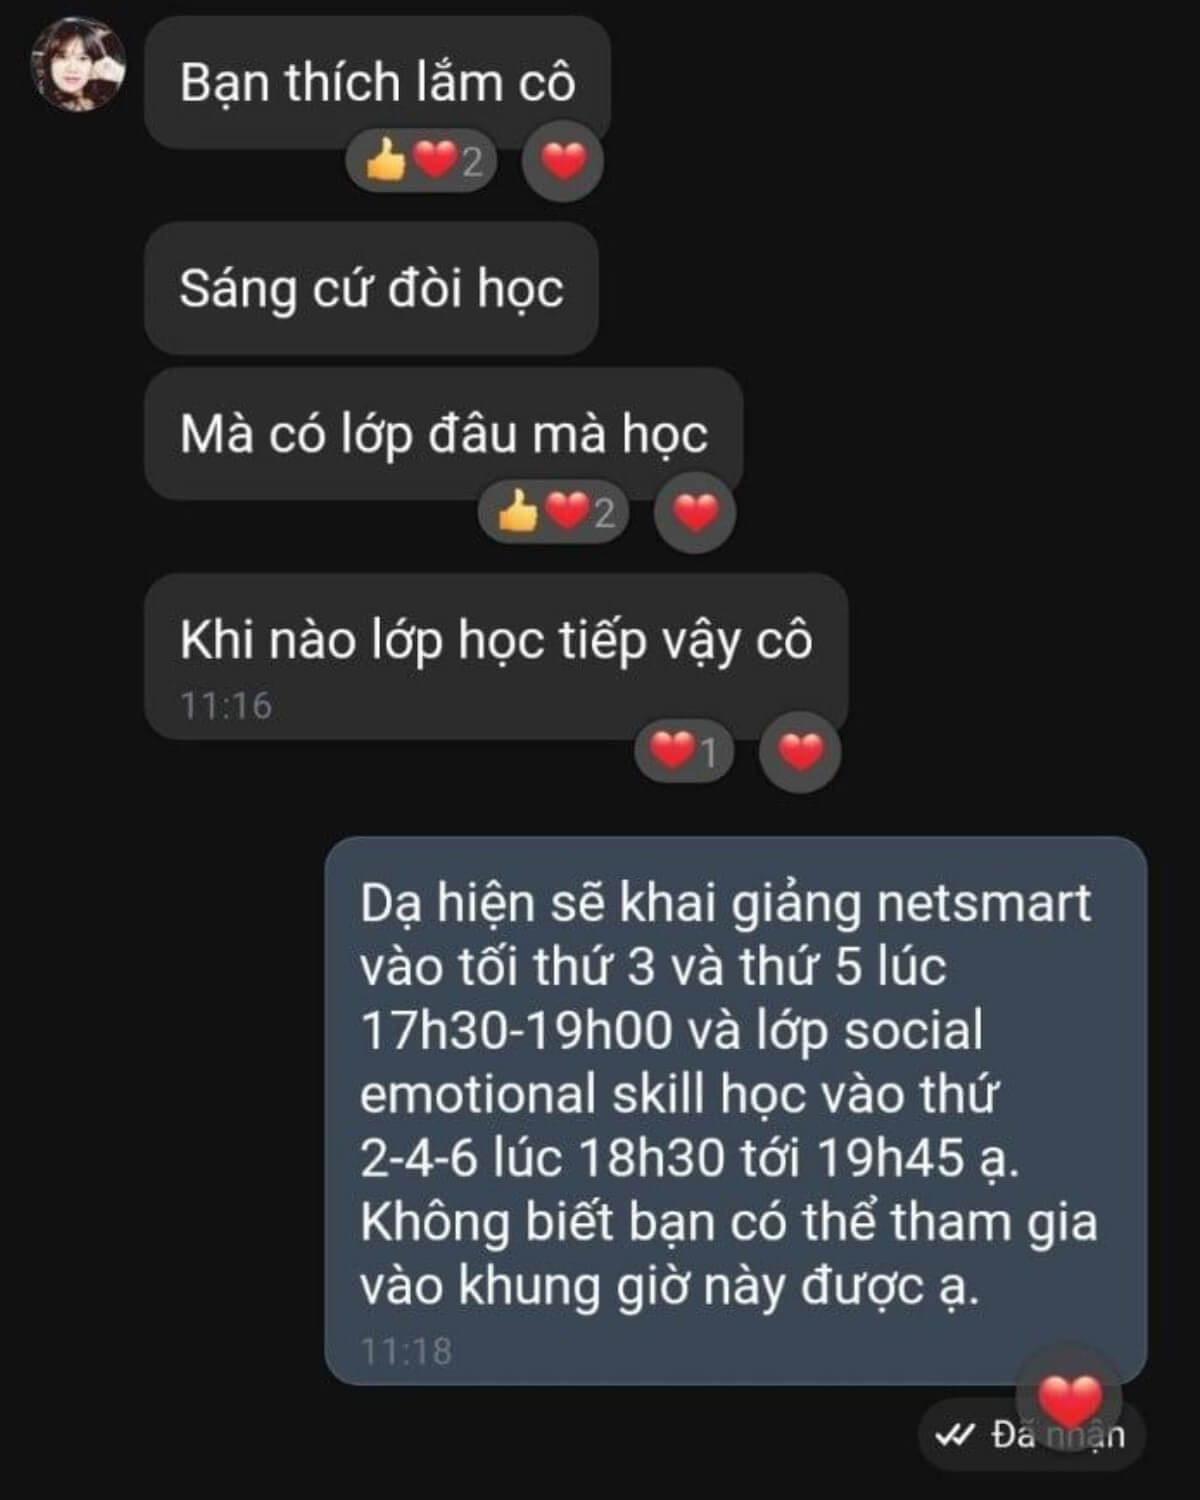 Bạn thích lắm cô
2
Sáng cứ đòi học
Mà có lớp đâu mà học
2
Khi nào lớp học tiếp vậy cô
11:16
1
Dạ hiện sẽ khai giảng netsmart
vào tối thứ 3 và thứ 5 lúc
17h30-19h00 và lớp social
emotional skill học vào thứ
2-4-6 lúc 18h30 tới 19h45 ạ.
Không biết bạn có thể tham gia
vào khung giờ này được ạ.
11:18
Đã nhận